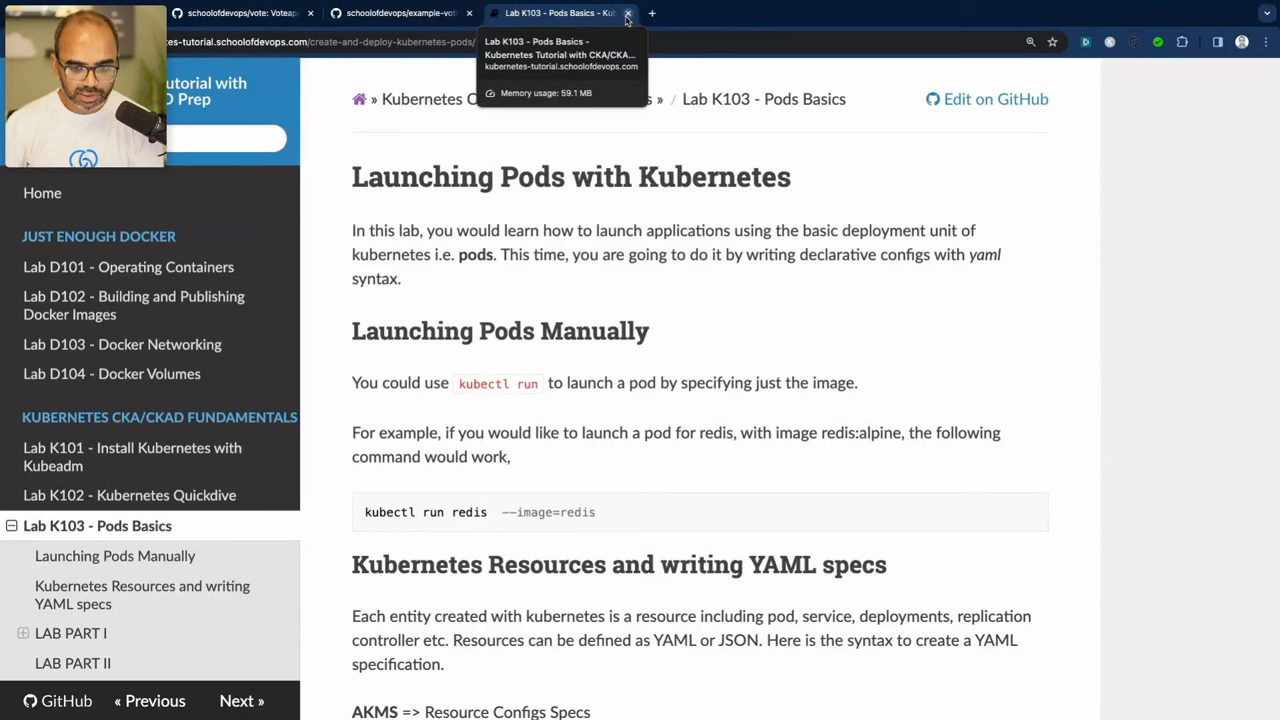 schoolofdevops/vote: Voteapp
schoolofdevops/example-vot
Lab K103 - Pods Basics - Kub
es-tutorial.schoolofdevops.com/create-and-deploy-kubernetes-pods/
Lab K103 - Pods Basics -
Kubernetes Tutorial with CKA/CKA...
kubernetes-tutorial.schoolofdevops.com
Memory usage: 59.1 MB
utorial with
D Prep
Home
JUST ENOUGH DOCKER
Lab D101 - Operating Containers
Lab D102 - Building and Publishing
Docker Images
Lab D103 - Docker Networking
Lab D104 - Docker Volumes
KUBERNETES CKA/CKAD FUNDAMENTALS
Lab K101 - Install Kubernetes with
Kubeadm
Lab K102 - Kubernetes Quickdive
Lab K103 - Pods Basics
Launching Pods Manually
Kubernetes Resources and writing
YAML specs
LAB PART I
LAB PART II
GitHub « Previous Next »
» Kubernetes C s » / Lab K103 - Pods Basics
Edit on GitHub
Launching Pods with Kubernetes
In this lab, you would learn how to launch applications using the basic deployment unit of
kubernetes i.e. pods. This time, you are going to do it by writing declarative configs with yaml
syntax.
Launching Pods Manually
You could use kubectl run to launch a pod by specifying just the image.
For example, if you would like to launch a pod for redis, with image redis:alpine, the following
command would work,
kubectl run redis --image=redis
Kubernetes Resources and writing YAML specs
Each entity created with kubernetes is a resource including pod, service, deployments, replication
controller etc. Resources can be defined as YAML or JSON. Here is the syntax to create a YAML
specification.
AKMS => Resource Configs Specs